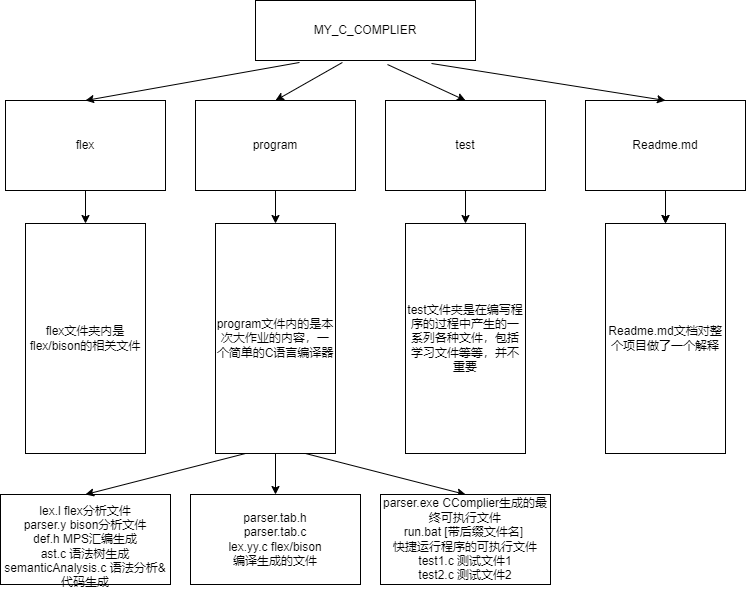 MY_C_COMPLIER
flex
program
test
Readme.md
flex文件夹内是
flex/bison的相关文件
program文件内的是本
次大作业的内容，一
个简单的C语言编译器
test文件夹是在编写程
序的过程中产生的一
系列各种文件，包括
学习文件等等，并不
重要
Readme.md文档对整
个项目做了一个解释
lex.l flex分析文件
parser.y bison分析文件
def.h MPS汇编生成
ast.c 语法树生成
semanticAnalysis.c 语法分析&
代码生成
parser.tab.h
parser.tab.c
lex.yy.c flex/bison
编译生成的文件
parser.exe CComplier生成的最
终可执行文件
run.bat [带后缀文件名]
快捷运行程序的可执行文件
test1.c 测试文件1
test2.c 测试文件2